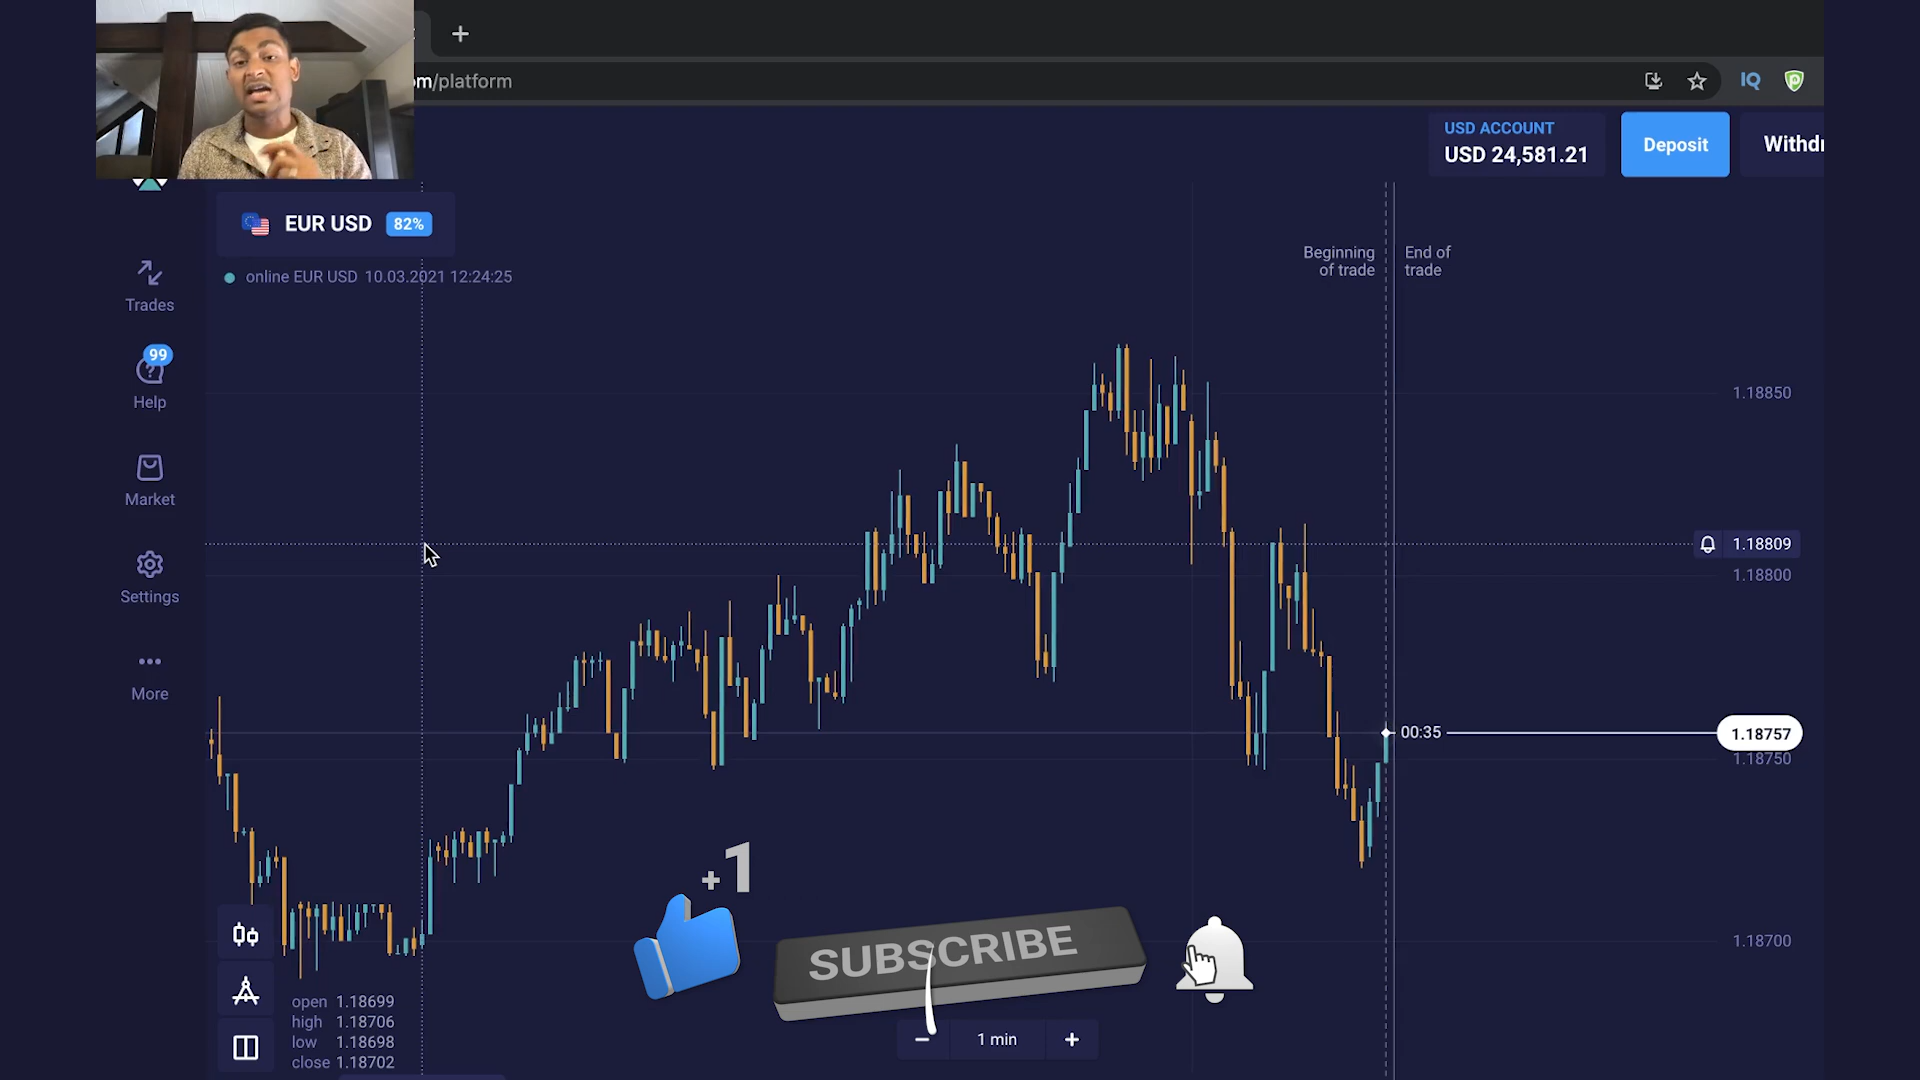 om/platform
IQ
USD ACCOUNT
USD 24,581.21
Deposit
Withdr
EUR USD 82%
online EUR USD 10.03.2021 12:24:25
Beginning of trade
End of trade
Trades
99
Help
Market
Settings
More
1.18850
1.18809
1.18800
00:35
1.18757
1.18750
1.18700
+1
SUBSCRIBE
open 1.18699
high 1.18706
low 1.18698
close 1.18702
− 1 min +